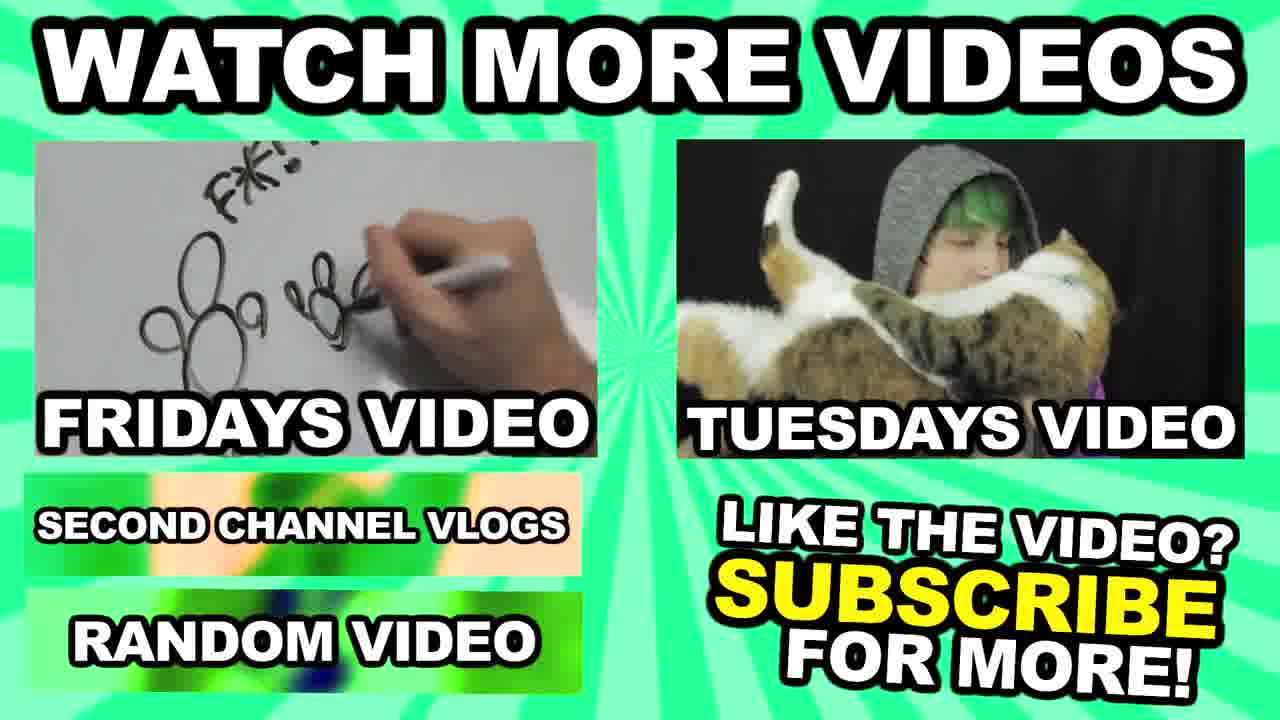 WATCH MORE VIDEOS
F*!
FRIDAYS VIDEO
TUESDAYS VIDEO
SECOND CHANNEL VLOGS
RANDOM VIDEO
LIKE THE VIDEO?
SUBSCRIBE
FOR MORE!